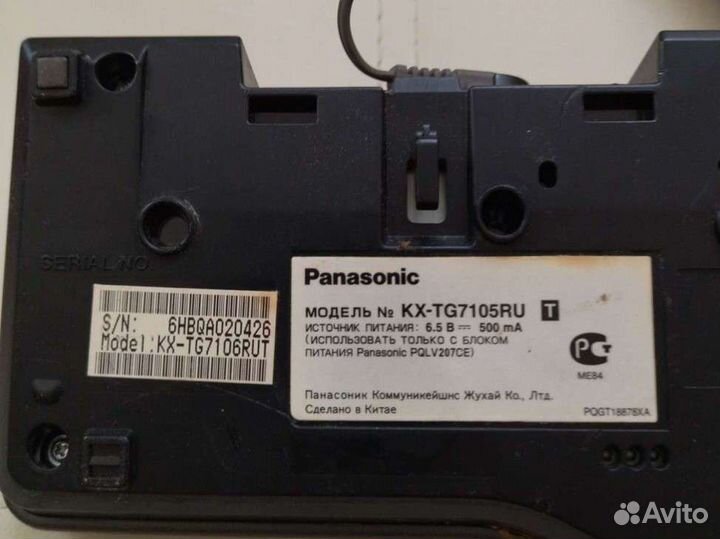 SERIAL NO.
S/N: 6HBQA020426
Model:KX-TG7106RUT
Panasonic
МОДЕЛЬ № KX-TG7105RU T
ИСТОЧНИК ПИТАНИЯ: 6.5 В 500 mA
(ИСПОЛЬЗОВАТЬ ТОЛЬКО С БЛОКОМ
ПИТАНИЯ Panasonic PQLV207CE)
РСТ
ME84
Панасоник Коммуникейшнс Жухай Ко., Лтд.
Сделано в Китае
PQGT18878XA
Avito